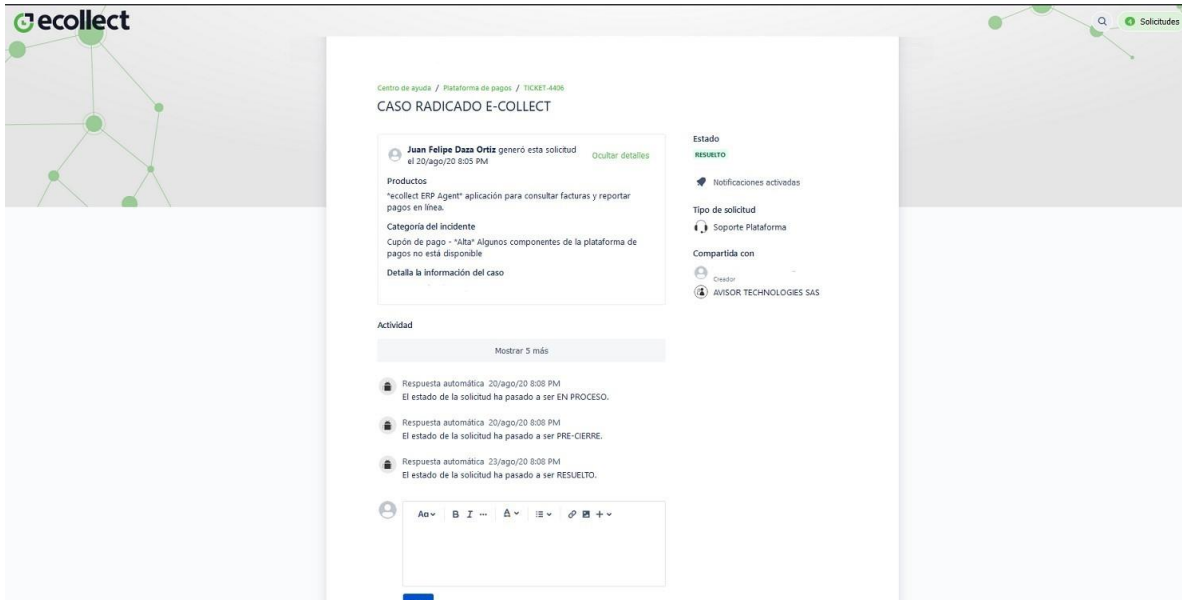 ecollect
4 Solicitudes
Centro de ayuda / Plataforma de pagos / TICKET-4406
CASO RADICADO E-COLLECT
Juan Felipe Daza Ortiz generó esta solicitud
el 20/ago/20 8:05 PM
Ocultar detalles
Productos
"ecollect ERP Agent" aplicación para consultar facturas y reportar
pagos en línea.
Categoría del incidente
Cupón de pago - "Alta" Algunos componentes de la plataforma de
pagos no está disponible
Detalla la información del caso
Estado
RESUELTO
Notificaciones activadas
Tipo de solicitud
Soporte Plataforma
Compartida con
Creador
AVISOR TECHNOLOGIES SAS
Actividad
Mostrar 5 más
Respuesta automática 20/ago/20 8:08 PM
El estado de la solicitud ha pasado a ser EN PROCESO.
Respuesta automática 20/ago/20 8:08 PM
El estado de la solicitud ha pasado a ser PRE-CIERRE.
Respuesta automática 23/ago/20 8:08 PM
El estado de la solicitud ha pasado a ser RESUELTO.
Aa B I ... A